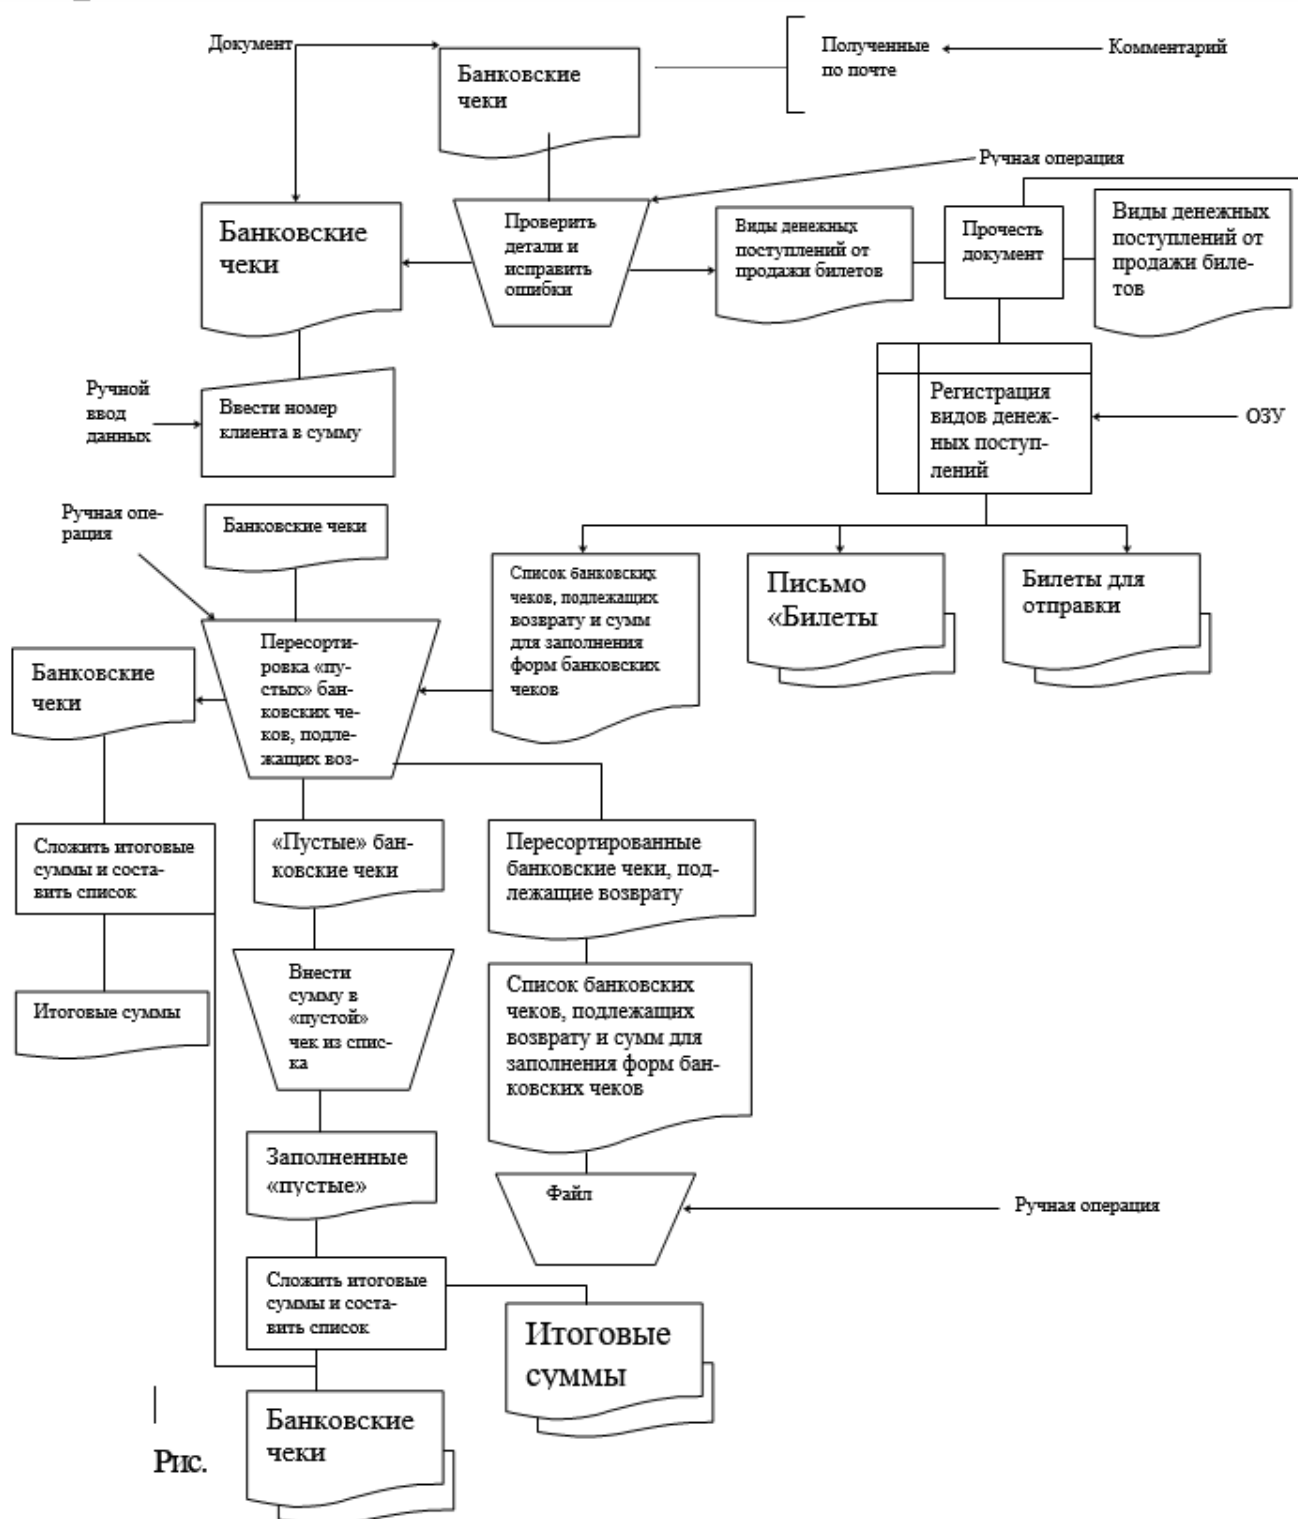 Документ
Банковские
чеки
Полученные
по почте
Комментарий
Ручная операция
Банковские
чеки
Проверить
детали и
исправить
ошибки
Виды денежных
поступлений от
продажи билетов
Прочесть
документ
Виды денежных
поступлений от
продажи биле-
тов
Ручной
ввод
данных
Ввести номер
клиента в сумму
Регистрация
видов денеж-
ных поступ-
лений
ОЗУ
Ручная опе-
рация
Банковские чеки
Список банковских
чеков, подлежащих
возврату и сумм
для заполнения
форм банковских
чеков
Письмо
«Билеты
Билеты для
отправки
Банковские
чеки
Пересорти-
ровка «пу-
стых» бан-
ковских че-
ков, подле-
жащих воз-
Сложить итоговые
суммы и соста-
вить список
«Пустые» бан-
ковские чеки
Пересортированные
банковские чеки, под-
лежащие возврату
Итоговые суммы
Внести
сумму в
«пустой»
чек из спис-
ка
Список банковских
чеков, подлежащих
возврату и сумм для
заполнения форм бан-
ковских чеков
Заполненные
«пустые»
Файл
Ручная операция
Сложить итоговые
суммы и соста-
вить список
Итоговые
суммы
Банковские
чеки
Рис.